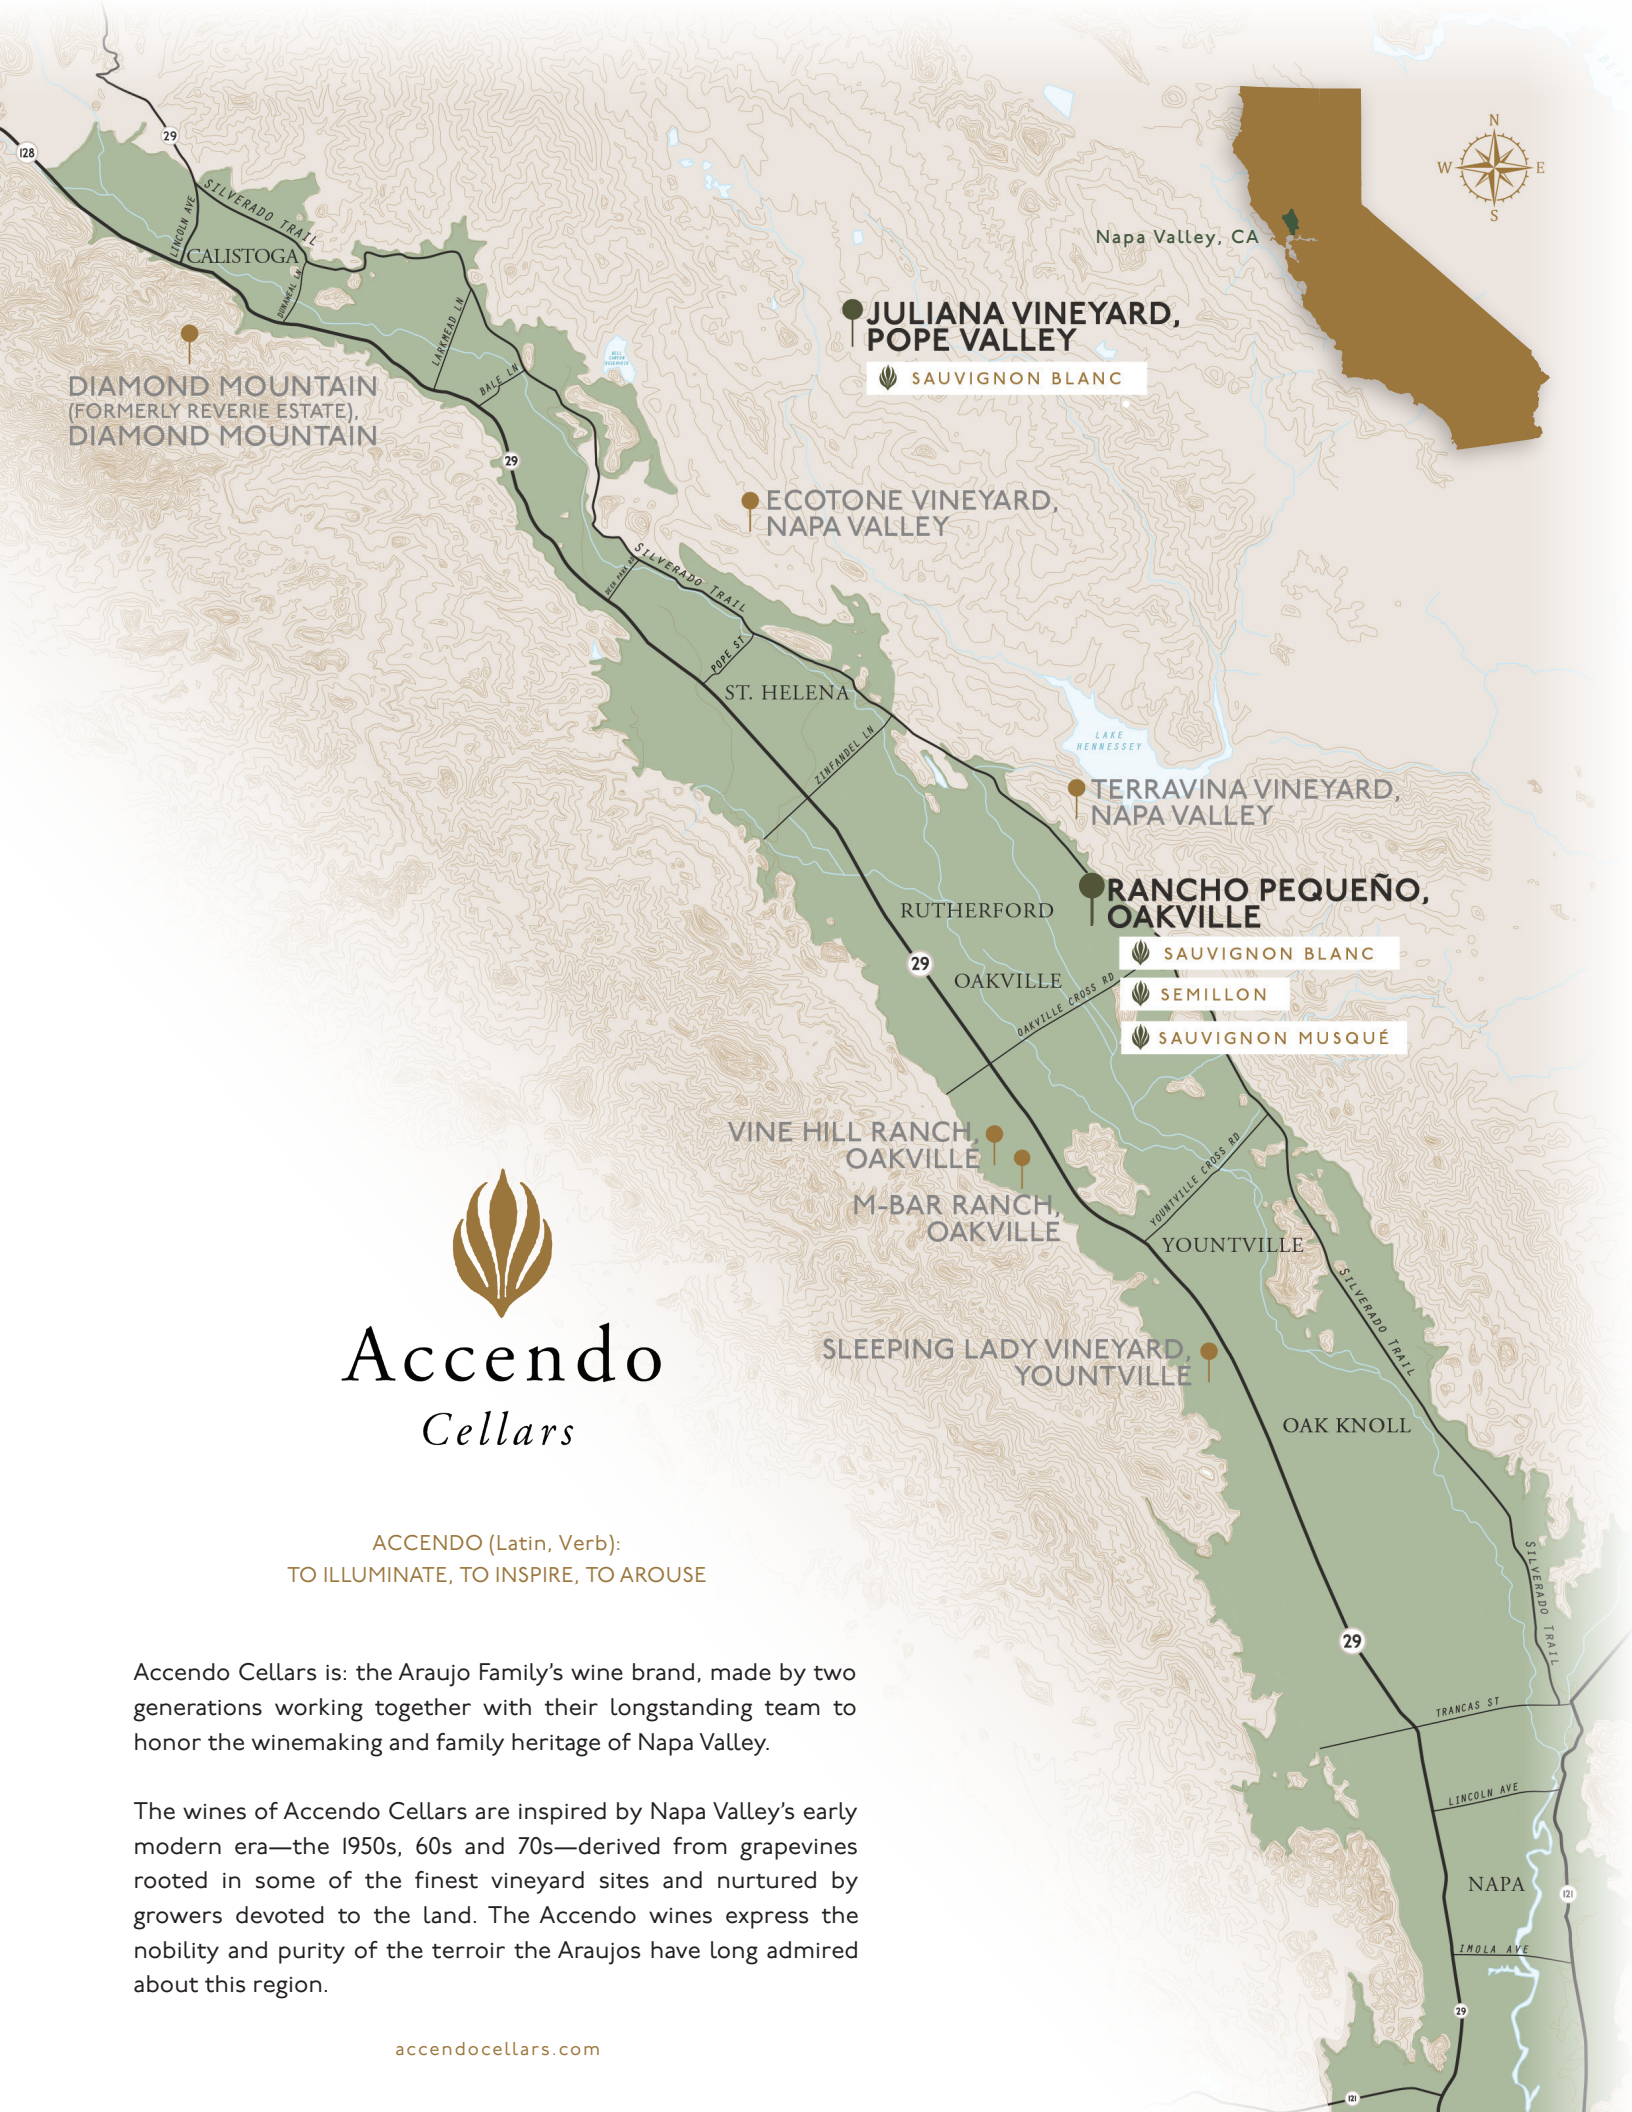 N
W
E
S
29
128
SILVERADO TRAIL
LINCOLN AVE
CALISTOGA
DUNAWEAL LN
LARKMEAD LN
BALE LN
BELL
CANYON
RESERVOIR
Napa Valley, CA
JULIANA VINEYARD,
POPE VALLEY
SAUVIGNON BLANC
DIAMOND MOUNTAIN
(FORMERLY REVERIE ESTATE),
DIAMOND MOUNTAIN
29
ECOTONE VINEYARD,
NAPA VALLEY
SILVERADO TRAIL
DEER PARK RD
POPE ST
ST. HELENA
ZINFANDEL LN
LAKE
HENNESSEY
TERRAVINA VINEYARD,
NAPA VALLEY
RANCHO PEQUEÑO,
OAKVILLE
SAUVIGNON BLANC
SEMILLON
SAUVIGNON MUSQUÉ
RUTHERFORD
29
OAKVILLE
OAKVILLE CROSS RD
VINE HILL RANCH,
OAKVILLE
M-BAR RANCH,
OAKVILLE
YOUNTVILLE CROSS RD
YOUNTVILLE
SILVERADO TRAIL
SLEEPING LADY VINEYARD,
YOUNTVILLE
OAK KNOLL
SILVERADO TRAIL
29
TRANCAS ST
LINCOLN AVE
NAPA
121
IMOLA AVE
29
121
Accendo
Cellars
ACCENDO (Latin, Verb):
TO ILLUMINATE, TO INSPIRE, TO AROUSE
Accendo Cellars is: the Araujo Family's wine brand, made by two
generations working together with their longstanding team to
honor the winemaking and family heritage of Napa Valley.
The wines of Accendo Cellars are inspired by Napa Valley's early
modern era—the 1950s, 60s and 70s—derived from grapevines
rooted in some of the finest vineyard sites and nurtured by
growers devoted to the land. The Accendo wines express the
nobility and purity of the terroir the Araujos have long admired
about this region.
accendocellars.com